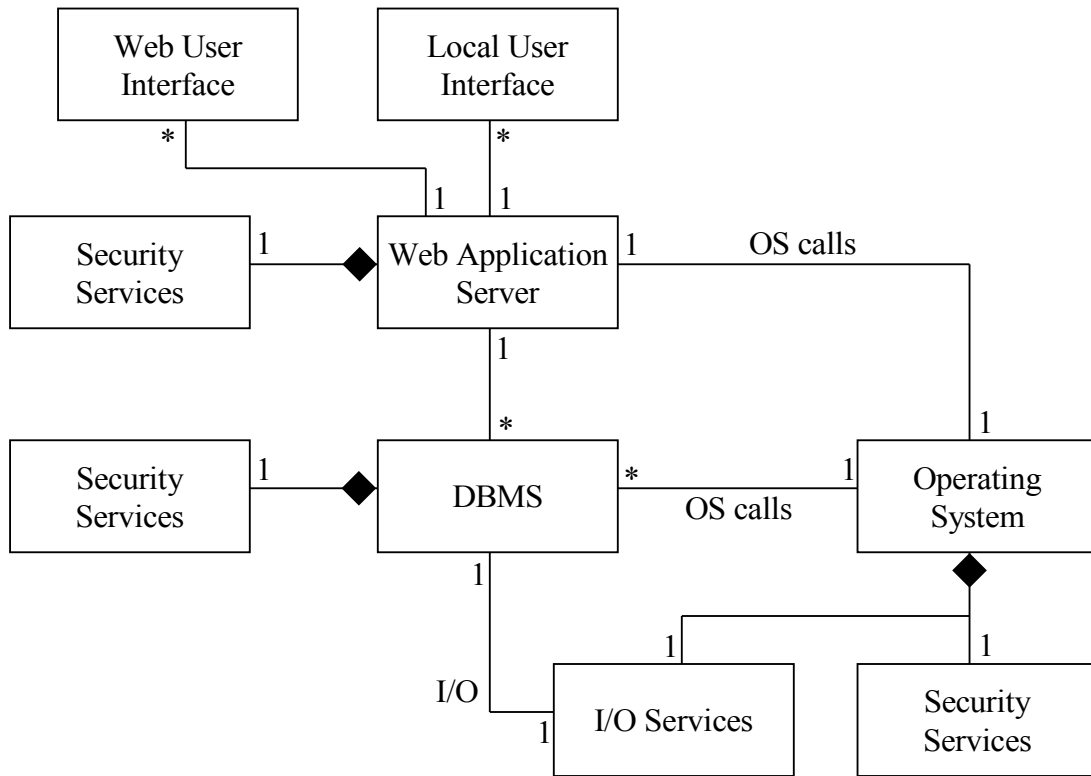 Web User
Interface
Local User
Interface
*
*
1
1
Security
Services
1
Web Application
Server
1
OS calls
1
*
1
Security
Services
1
DBMS
*
OS calls
1
Operating
System
1
I/O
1
1
1
I/O Services
Security
Services